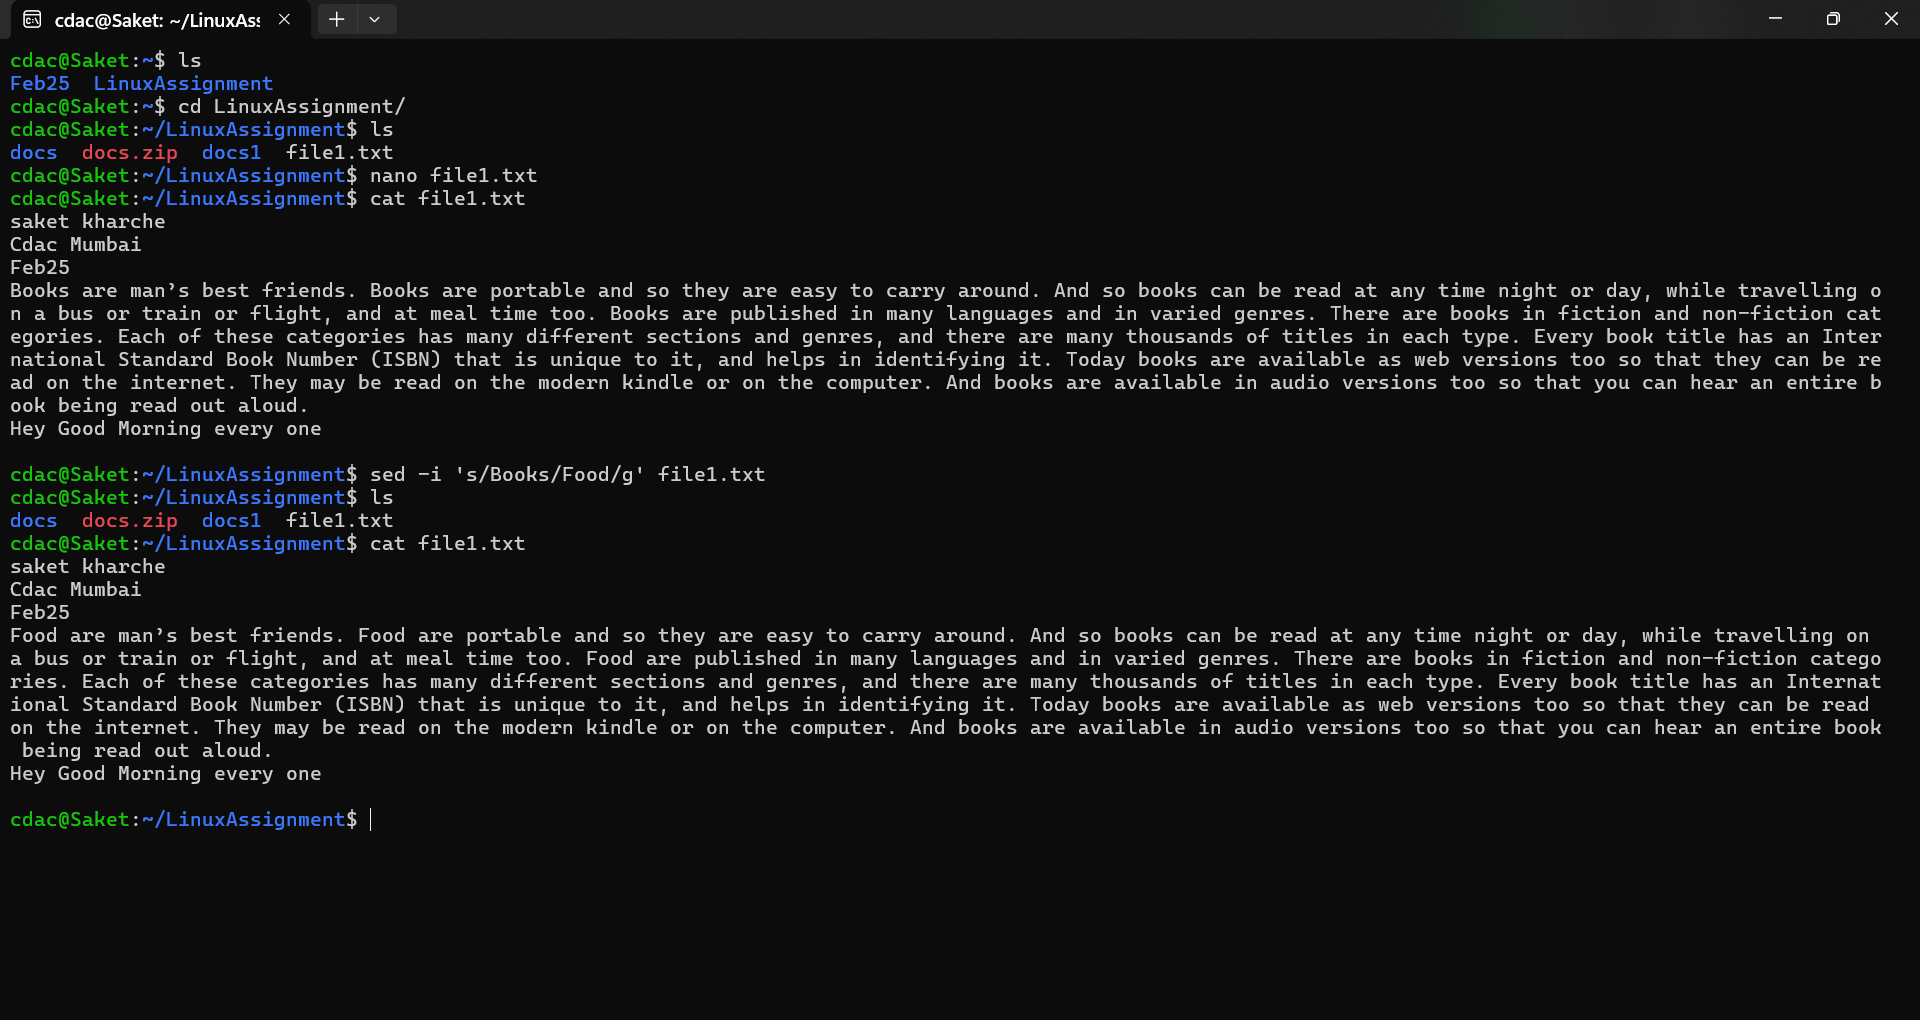 cdac@Saket: ~/LinuxAss
cdac@Saket:~$ ls
Feb25  LinuxAssignment
cdac@Saket:~$ cd LinuxAssignment/
cdac@Saket:~/LinuxAssignment$ ls
docs  docs.zip  docs1  file1.txt
cdac@Saket:~/LinuxAssignment$ nano file1.txt
cdac@Saket:~/LinuxAssignment$ cat file1.txt
saket kharche
Cdac Mumbai
Feb25
Books are man’s best friends. Books are portable and so they are easy to carry around. And so books can be read at any time night or day, while travelling o
n a bus or train or flight, and at meal time too. Books are published in many languages and in varied genres. There are books in fiction and non-fiction cat
egories. Each of these categories has many different sections and genres, and there are many thousands of titles in each type. Every book title has an Inter
national Standard Book Number (ISBN) that is unique to it, and helps in identifying it. Today books are available as web versions too so that they can be re
ad on the internet. They may be read on the modern kindle or on the computer. And books are available in audio versions too so that you can hear an entire b
ook being read out aloud.
Hey Good Morning every one
cdac@Saket:~/LinuxAssignment$ sed -i 's/Books/Food/g' file1.txt
cdac@Saket:~/LinuxAssignment$ ls
docs  docs.zip  docs1  file1.txt
cdac@Saket:~/LinuxAssignment$ cat file1.txt
saket kharche
Cdac Mumbai
Feb25
Food are man’s best friends. Food are portable and so they are easy to carry around. And so books can be read at any time night or day, while travelling on
a bus or train or flight, and at meal time too. Food are published in many languages and in varied genres. There are books in fiction and non-fiction catego
ries. Each of these categories has many different sections and genres, and there are many thousands of titles in each type. Every book title has an Internat
ional Standard Book Number (ISBN) that is unique to it, and helps in identifying it. Today books are available as web versions too so that they can be read
on the internet. They may be read on the modern kindle or on the computer. And books are available in audio versions too so that you can hear an entire book
 being read out aloud.
Hey Good Morning every one
cdac@Saket:~/LinuxAssignment$